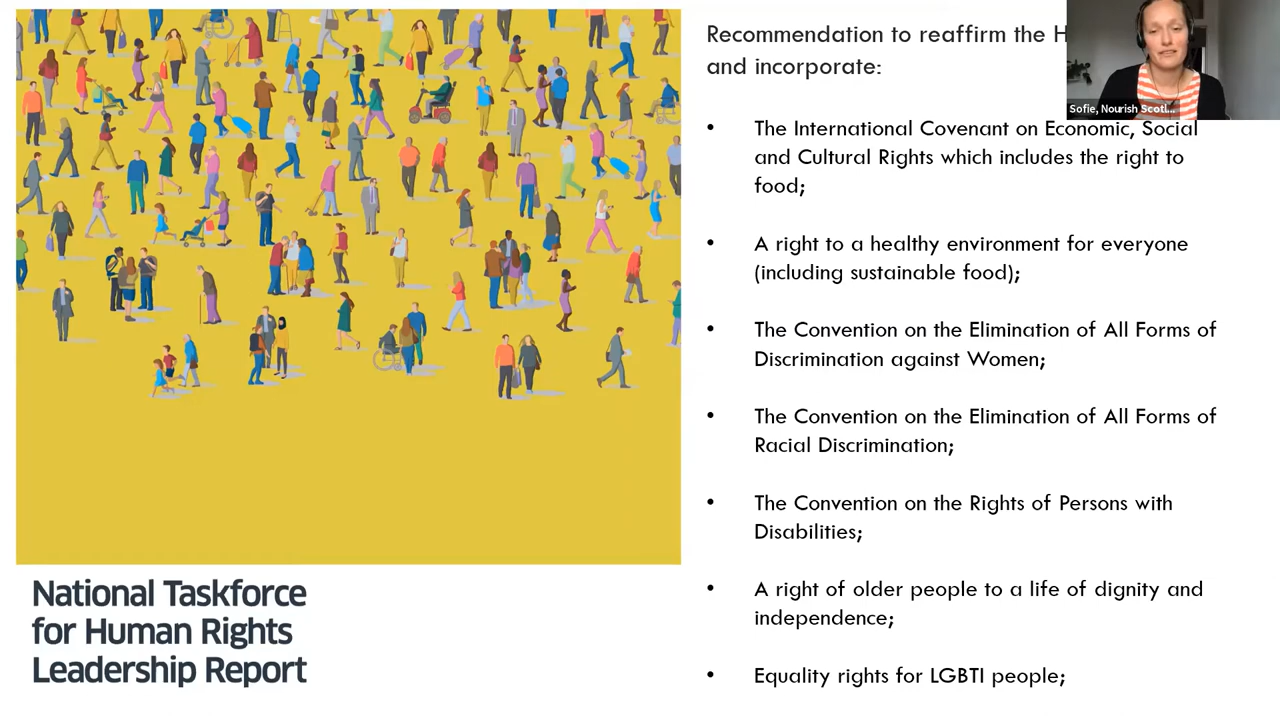 Recommendation to reaffirm the
and incorporate:
Sofie, Nourish Scotl...
• The International Covenant on Economic, Social
and Cultural Rights which includes the right to
food;
• A right to a healthy environment for everyone
(including sustainable food);
• The Convention on the Elimination of All Forms of
Discrimination against Women;
• The Convention on the Elimination of All Forms of
Racial Discrimination;
• The Convention on the Rights of Persons with
Disabilities;
• A right of older people to a life of dignity and
independence;
• Equality rights for LGBTI people;
National Taskforce
for Human Rights
Leadership Report